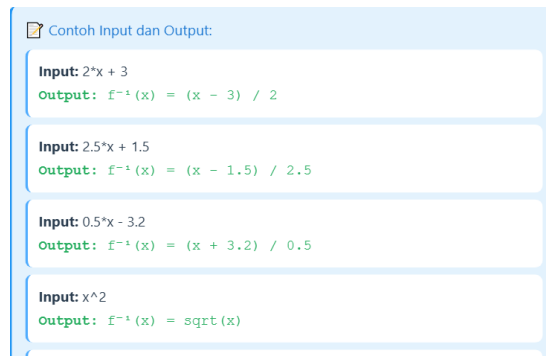 📝 Contoh Input dan Output:
Input: 2*x + 3
Output: f⁻¹(x) = (x - 3) / 2
Input: 2.5*x + 1.5
Output: f⁻¹(x) = (x - 1.5) / 2.5
Input: 0.5*x - 3.2
Output: f⁻¹(x) = (x + 3.2) / 0.5
Input: x^2
Output: f⁻¹(x) = sqrt(x)